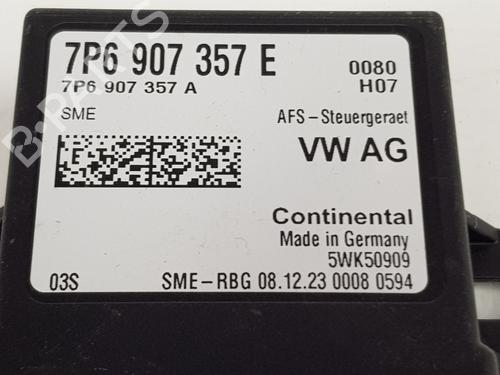 7P6 907 357 E
0080
7P6 907 357 A
H07
SME
AFS-Steuergeraet
VW AG
Continental
Made in Germany
5WK50909
03S
SME-RBG 08.12.23 0008 0594
B-PARTS